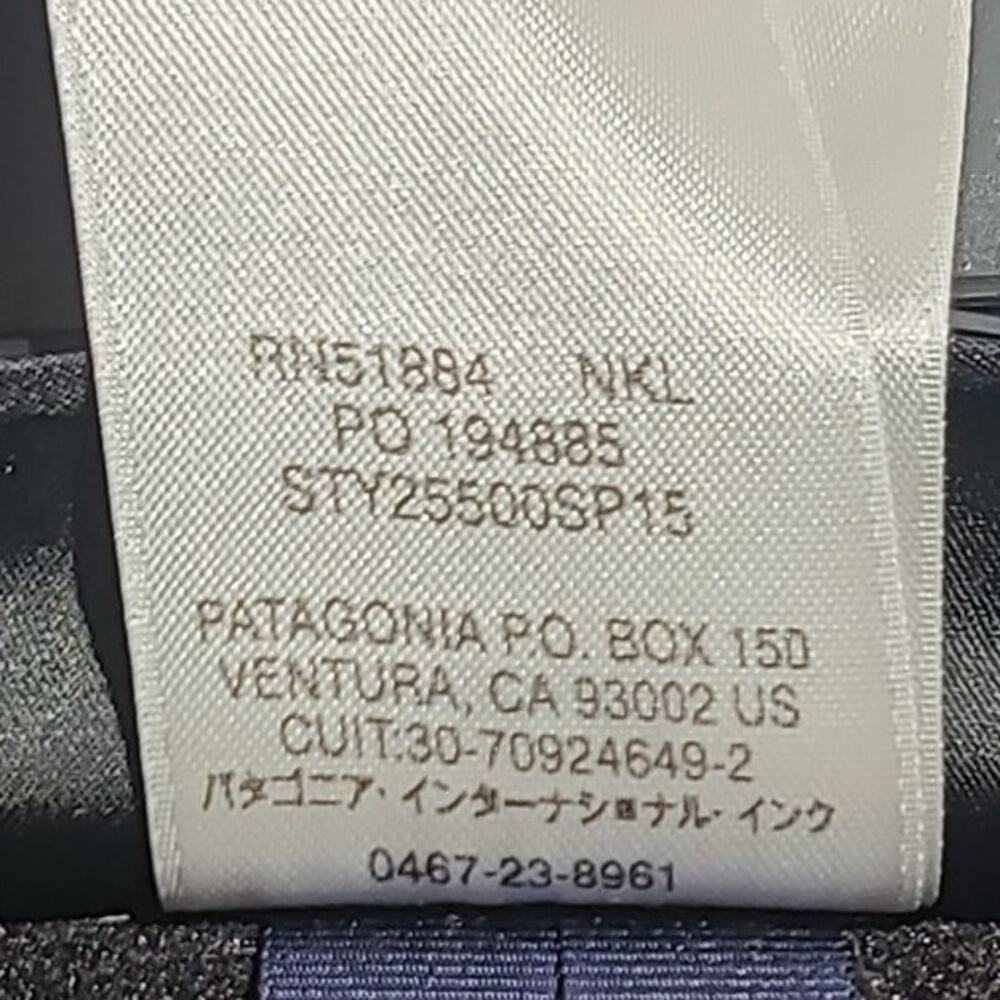 RN51884 NKL
PO 194885
STY25500SP15
PATAGONIA P.O. BOX 150
VENTURA, CA 93002 US
CUIT:30-70924649-2
パタゴニア・インターナショナル・インク
0467-23-8961